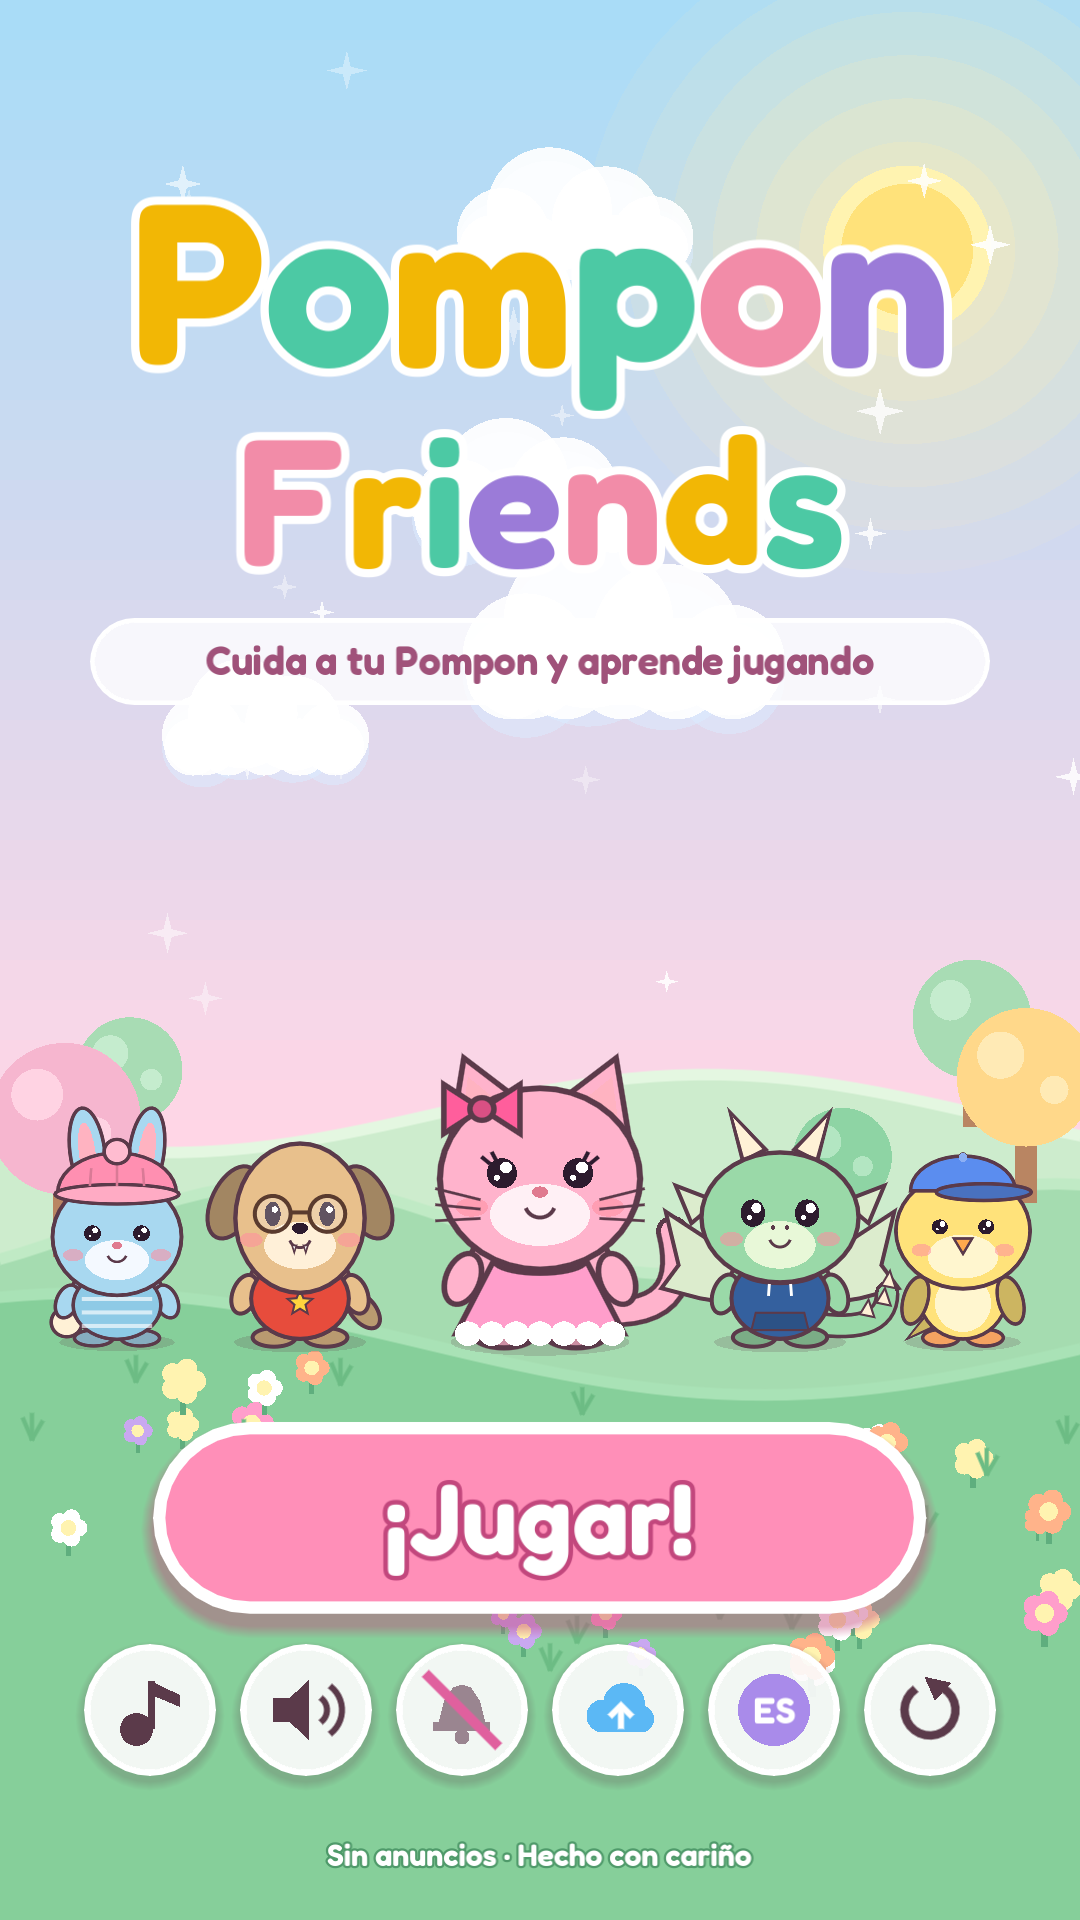 Pompon
Friends
Cuida a tu Pompon y aprende jugando
¡Jugar!
ES
Sin anuncios · Hecho con cariño